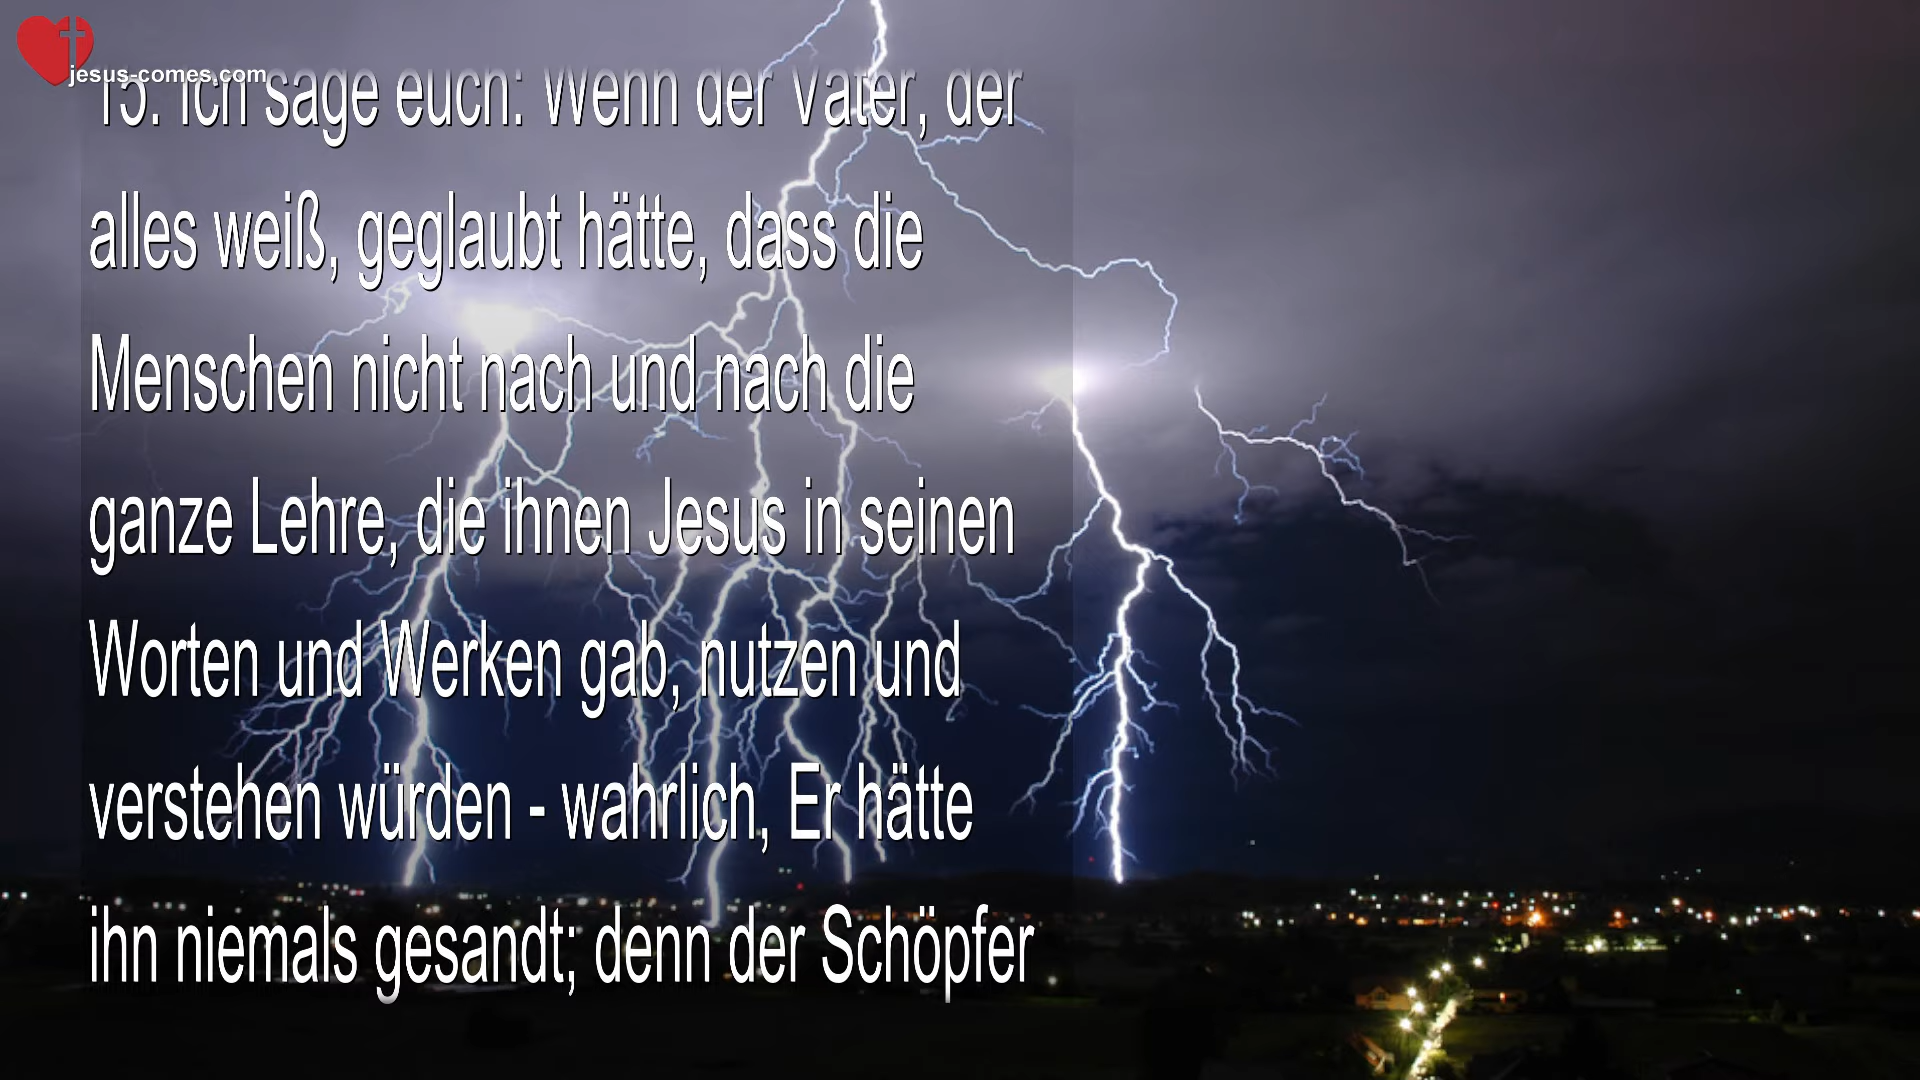 jesus-comes.com
15. Ich sage euch: Wenn der Vater, der
alles weiß, geglaubt hätte, dass die
Menschen nicht nach und nach die
ganze Lehre, die ihnen Jesus in seinen
Worten und Werken gab, nutzen und
verstehen würden - wahrlich, Er hätte
ihn niemals gesandt; denn der Schöpfer